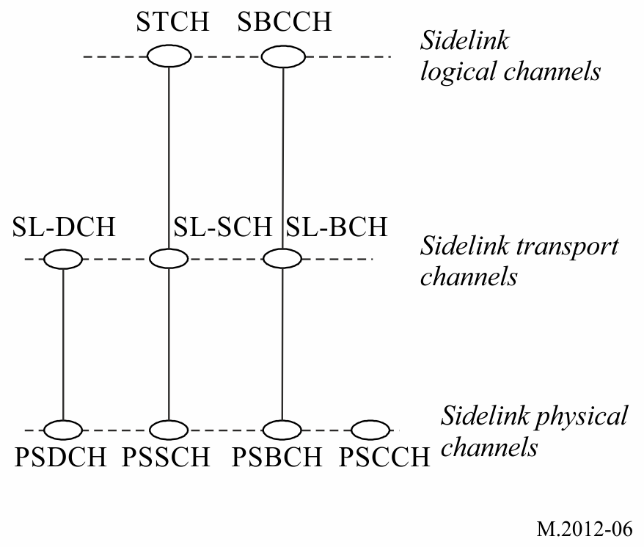 STCH SBCCH
Sidelink
logical channels
SL-DCH SL-SCH SL-BCH
Sidelink transport
channels
Sidelink physical
channels
PSDCH PSSCH PSBCH PSCCH
M.2012-06